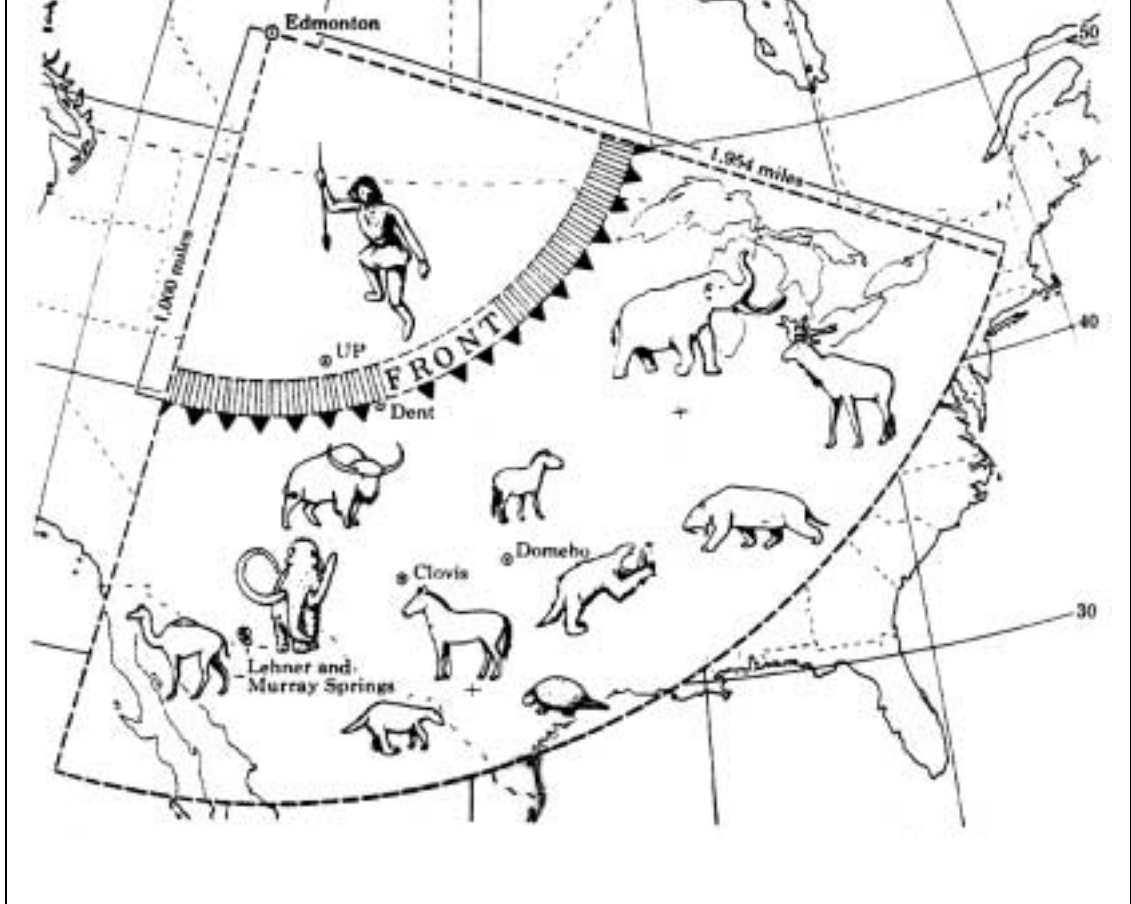 Edmonton
50
1,954 miles
1,000 miles
UP
FRONT
40
Dent
Domebo
Clovis
30
Lehner and
Murray Springs